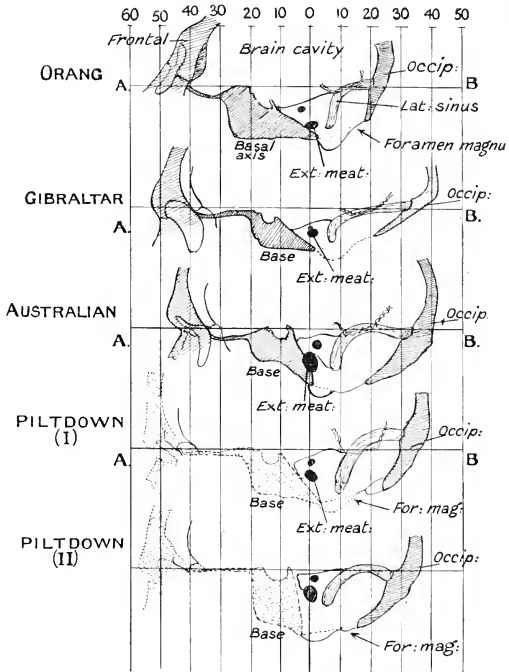 60 50 40 30 20 10 0 10 20 30 40 50
Frontal
Brain cavity
ORANG
Occip:
A.
B
Lat: sinus
Basal
axis
Foramen magnu
Ext: meat:
GIBRALTAR
Occip:
A.
B.
Base
Ext: meat:
AUSTRALIAN
Occip.
A.
B.
Base
Ext: meat:
PILTDOWN
(I)
Occip:
A.
B
Base
For: mag:
Ext: meat:
PILTDOWN
(II)
Occip:
Base
For: mag: